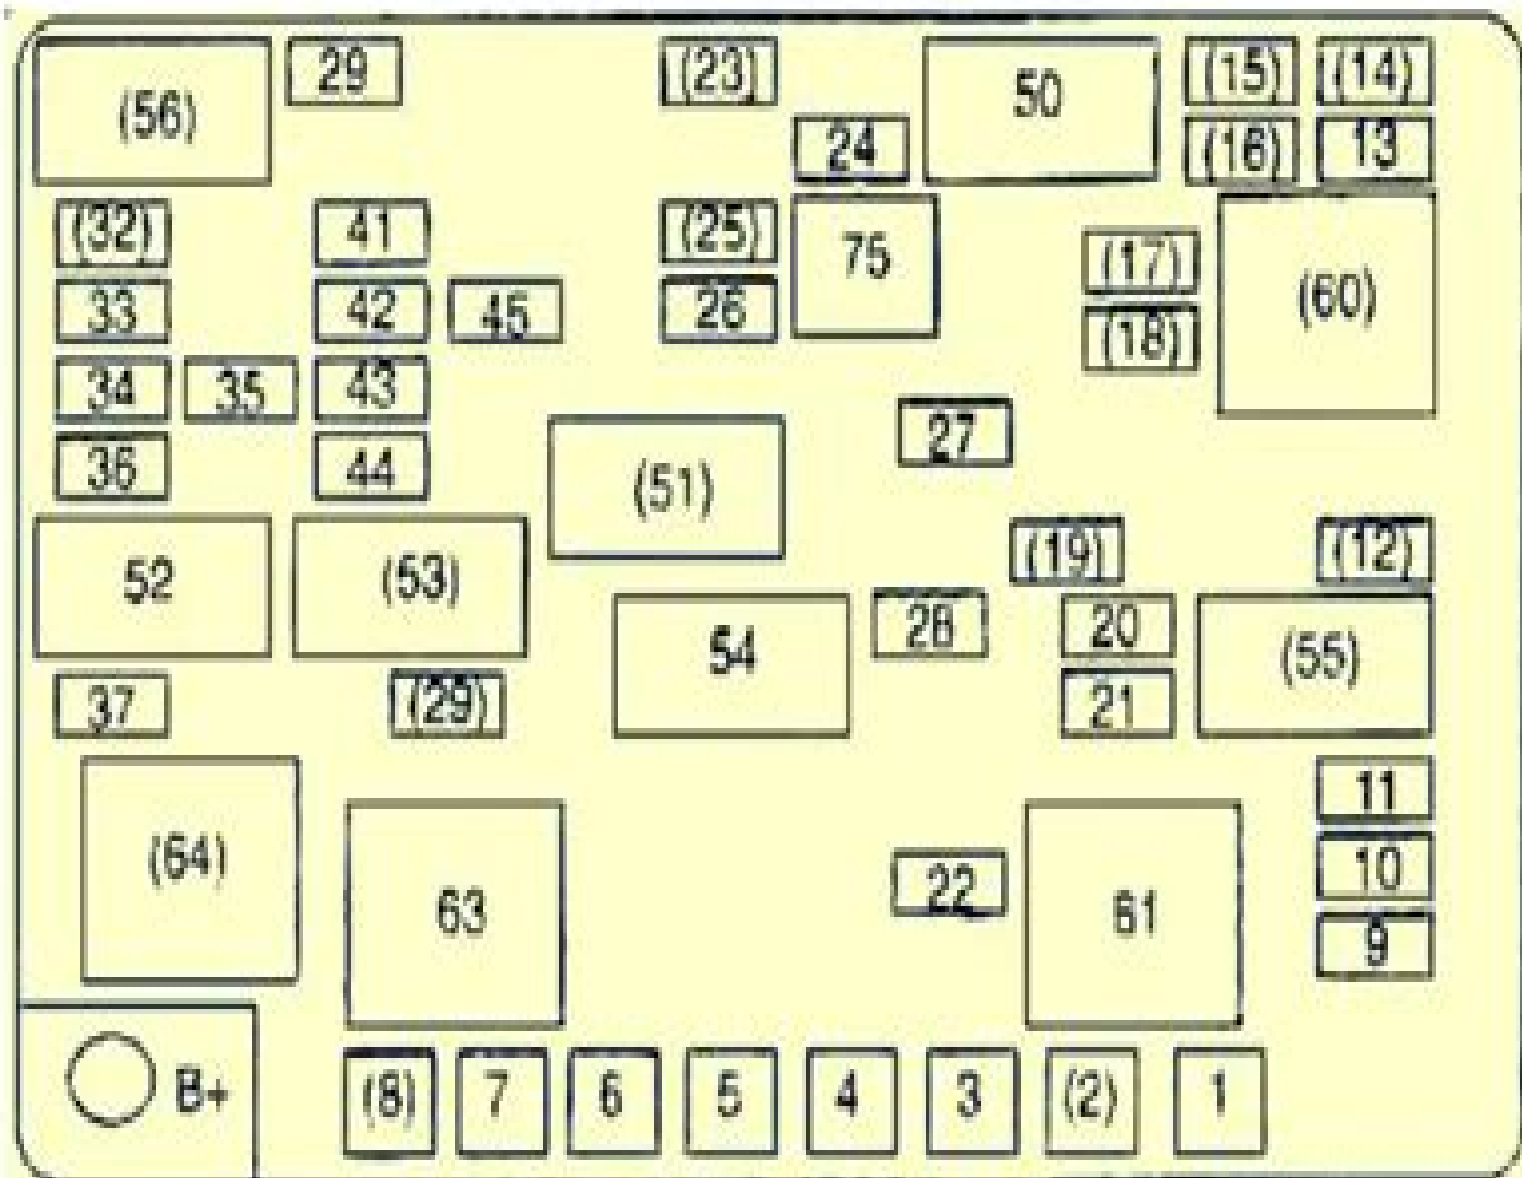 (56) 29 (23) 50 (15) (14)
24 (16) 13
(32) 41 (25) 75 (17) (60)
33 42 45 26 (18)
34 35 43 27
36 44 (51)
52 (53) (19) (12)
54 28 20 (55)
37 (29) 21
11
(64) 63 22 61 10
9
B+ (8) 7 6 5 4 3 (2) 1